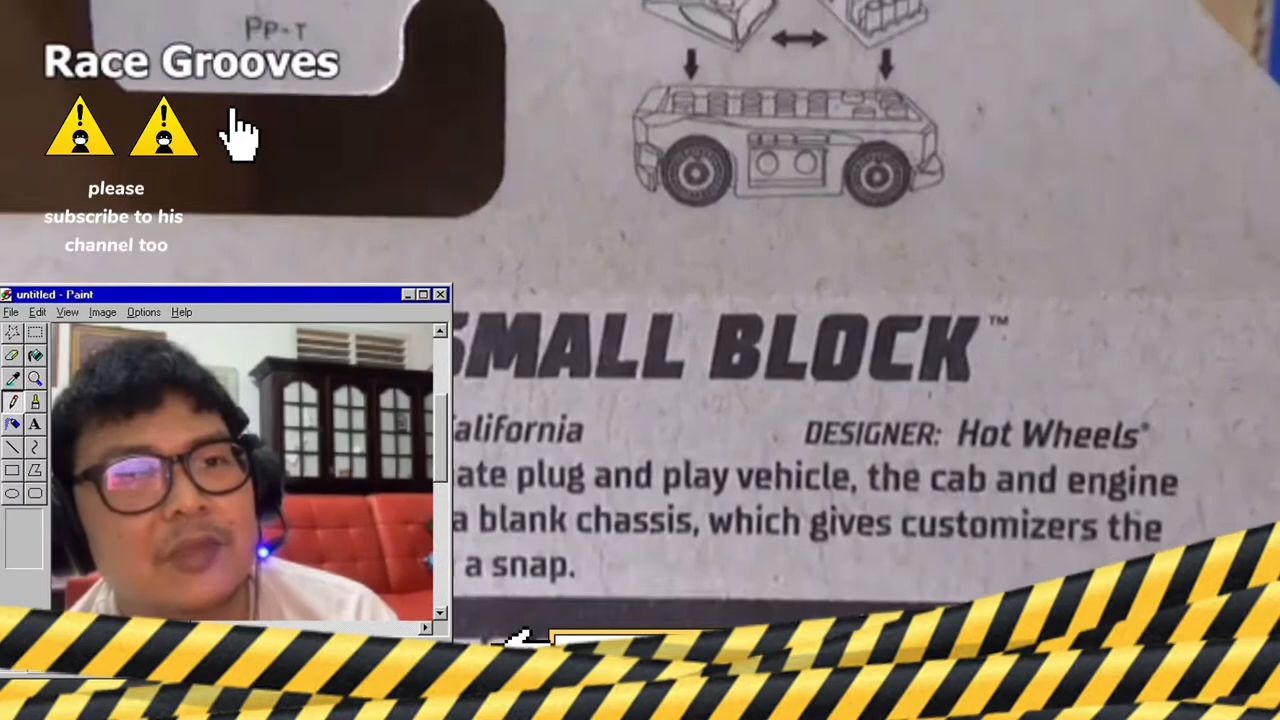 PP-T
Race Grooves
please
subscribe to his
channel too
untitled - Paint
File Edit View Image Options Help
SMALL BLOCK™
alifornia
DESIGNER: Hot Wheels®
ate plug and play vehicle, the cab and engine
a blank chassis, which gives customizers the
a snap.